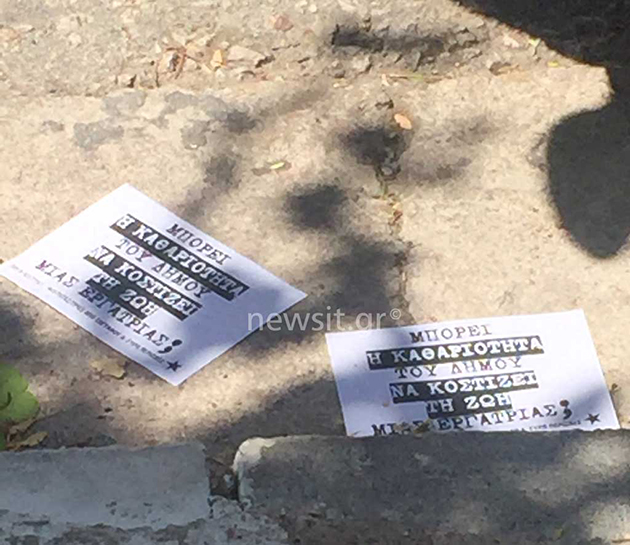 ΜΠΟΡΕΙ
Η ΚΑΘΑΡΙΟΤΗΤΑ
ΤΟΥ ΔΗΜΟΥ
ΝΑ ΚΟΣΤΙΖΕΙ
ΤΗ ΖΩΗ
ΜΙΑΣ ΕΡΓΑΤΡΙΑΣ;
newsit.gr©
ΜΠΟΡΕΙ
Η ΚΑΘΑΡΙΟΤΗΤΑ
ΤΟΥ ΔΗΜΟΥ
ΝΑ ΚΟΣΤΙΖΕΙ
ΤΗ ΖΩΗ
ΜΙΑΣ ΕΡΓΑΤΡΙΑΣ;